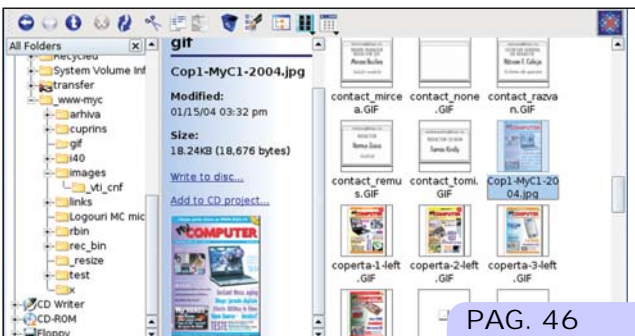 All Folders
Recycled
System Volume Inf
transfer
_www-myc
arhiva
cuprins
gif
i40
images
_vti_cnf
links
Logouri MC mic
rbin
rec_bin
_resize
test
x
CD Writer
CD-ROM
Floppy
gif
Cop1-MyC1-2004.jpg
Modified:
01/15/04 03:32 pm
Size:
18.24KB (18,676 bytes)
Write to disc...
Add to CD project...
COMPUTER
TESTE
contact_mirce
a.GIF
contact_none
.GIF
contact_razva
n.GIF
contact_remu
s.GIF
contact_tomi.
GIF
Cop1-MyC1-20
04.jpg
coperta-1-left
.GIF
coperta-2-left
.GIF
coperta-3-left
.GIF
PAG. 46